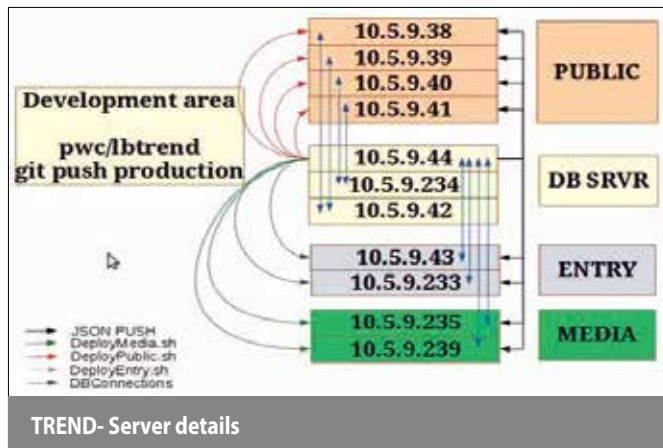 10.5.9.38
10.5.9.39
10.5.9.40
10.5.9.41
PUBLIC
Development area
pwc/lbtrend
git push production
10.5.9.44
10.5.9.234
10.5.9.42
DB SRVR
10.5.9.43
10.5.9.233
ENTRY
10.5.9.235
10.5.9.239
MEDIA
JSON PUSH
DeployMedia.sh
DeployPublic.sh
DeployEntry.sh
DBConnections
TREND- Server details